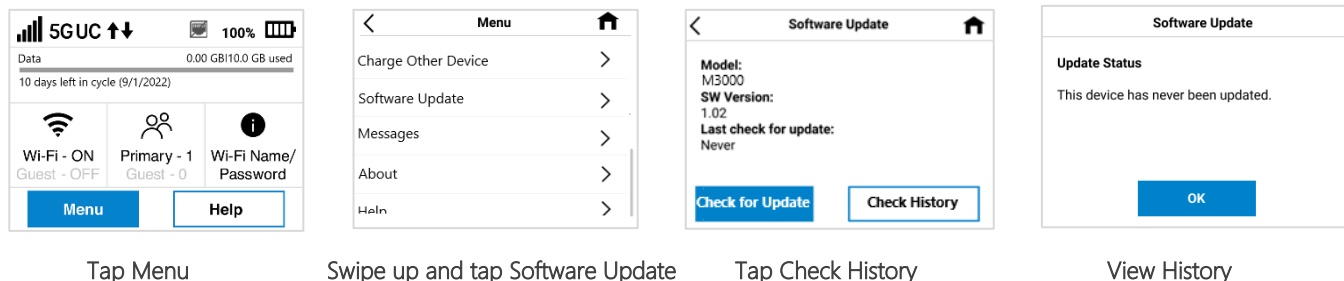 5G UC 100%
Data 0.00 GB|10.0 GB used
10 days left in cycle (9/1/2022)
Wi-Fi - ON Primary - 1 Wi-Fi Name/
Guest - OFF Guest - 0 Password
Menu Help
Tap Menu
Menu
Charge Other Device
Software Update
Messages
About
Help
Swipe up and tap Software Update
Software Update
Model:
M3000
SW Version:
1.02
Last check for update:
Never
Check for Update Check History
Tap Check History
Software Update
Update Status
This device has never been updated.
OK
View History